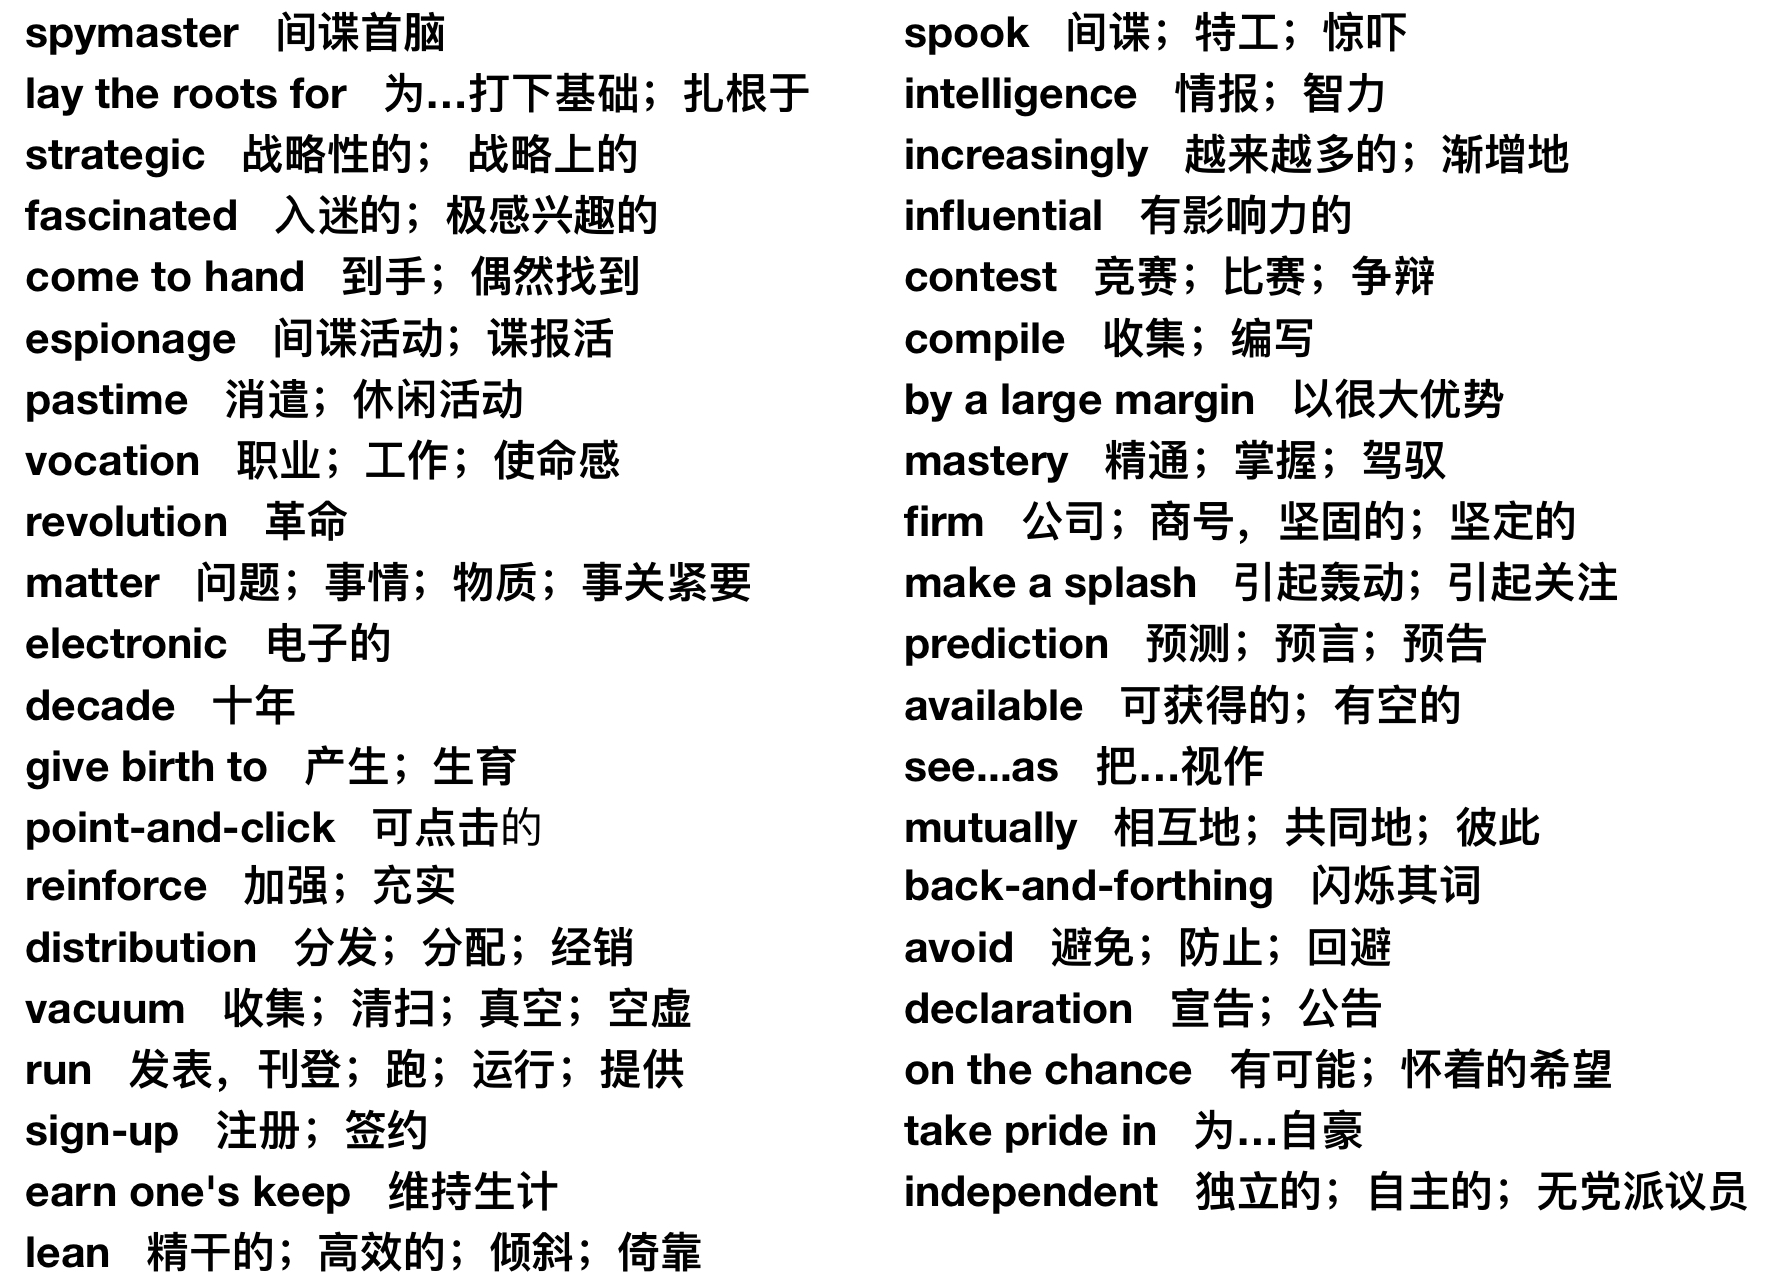 spymaster 间谍首脑
lay the roots for 为…打下基础；扎根于
strategic 战略性的； 战略上的
fascinated 入迷的；极感兴趣的
come to hand 到手；偶然找到
espionage 间谍活动；谍报活
pastime 消遣；休闲活动
vocation 职业；工作；使命感
revolution 革命
matter 问题；事情；物质；事关紧要
electronic 电子的
decade 十年
give birth to 产生；生育
point-and-click 可点击的
reinforce 加强；充实
distribution 分发；分配；经销
vacuum 收集；清扫；真空；空虚
run 发表，刊登；跑；运行；提供
sign-up 注册；签约
earn one's keep 维持生计
lean 精干的；高效的；倾斜；倚靠
spook 间谍；特工；惊吓
intelligence 情报；智力
increasingly 越来越多的；渐增地
influential 有影响力的
contest 竞赛；比赛；争辩
compile 收集；编写
by a large margin 以很大优势
mastery 精通；掌握；驾驭
firm 公司；商号，坚固的；坚定的
make a splash 引起轰动；引起关注
prediction 预测；预言；预告
available 可获得的；有空的
see...as 把…视作
mutually 相互地；共同地；彼此
back-and-forthing 闪烁其词
avoid 避免；防止；回避
declaration 宣告；公告
on the chance 有可能；怀着的希望
take pride in 为…自豪
independent 独立的；自主的；无党派议员